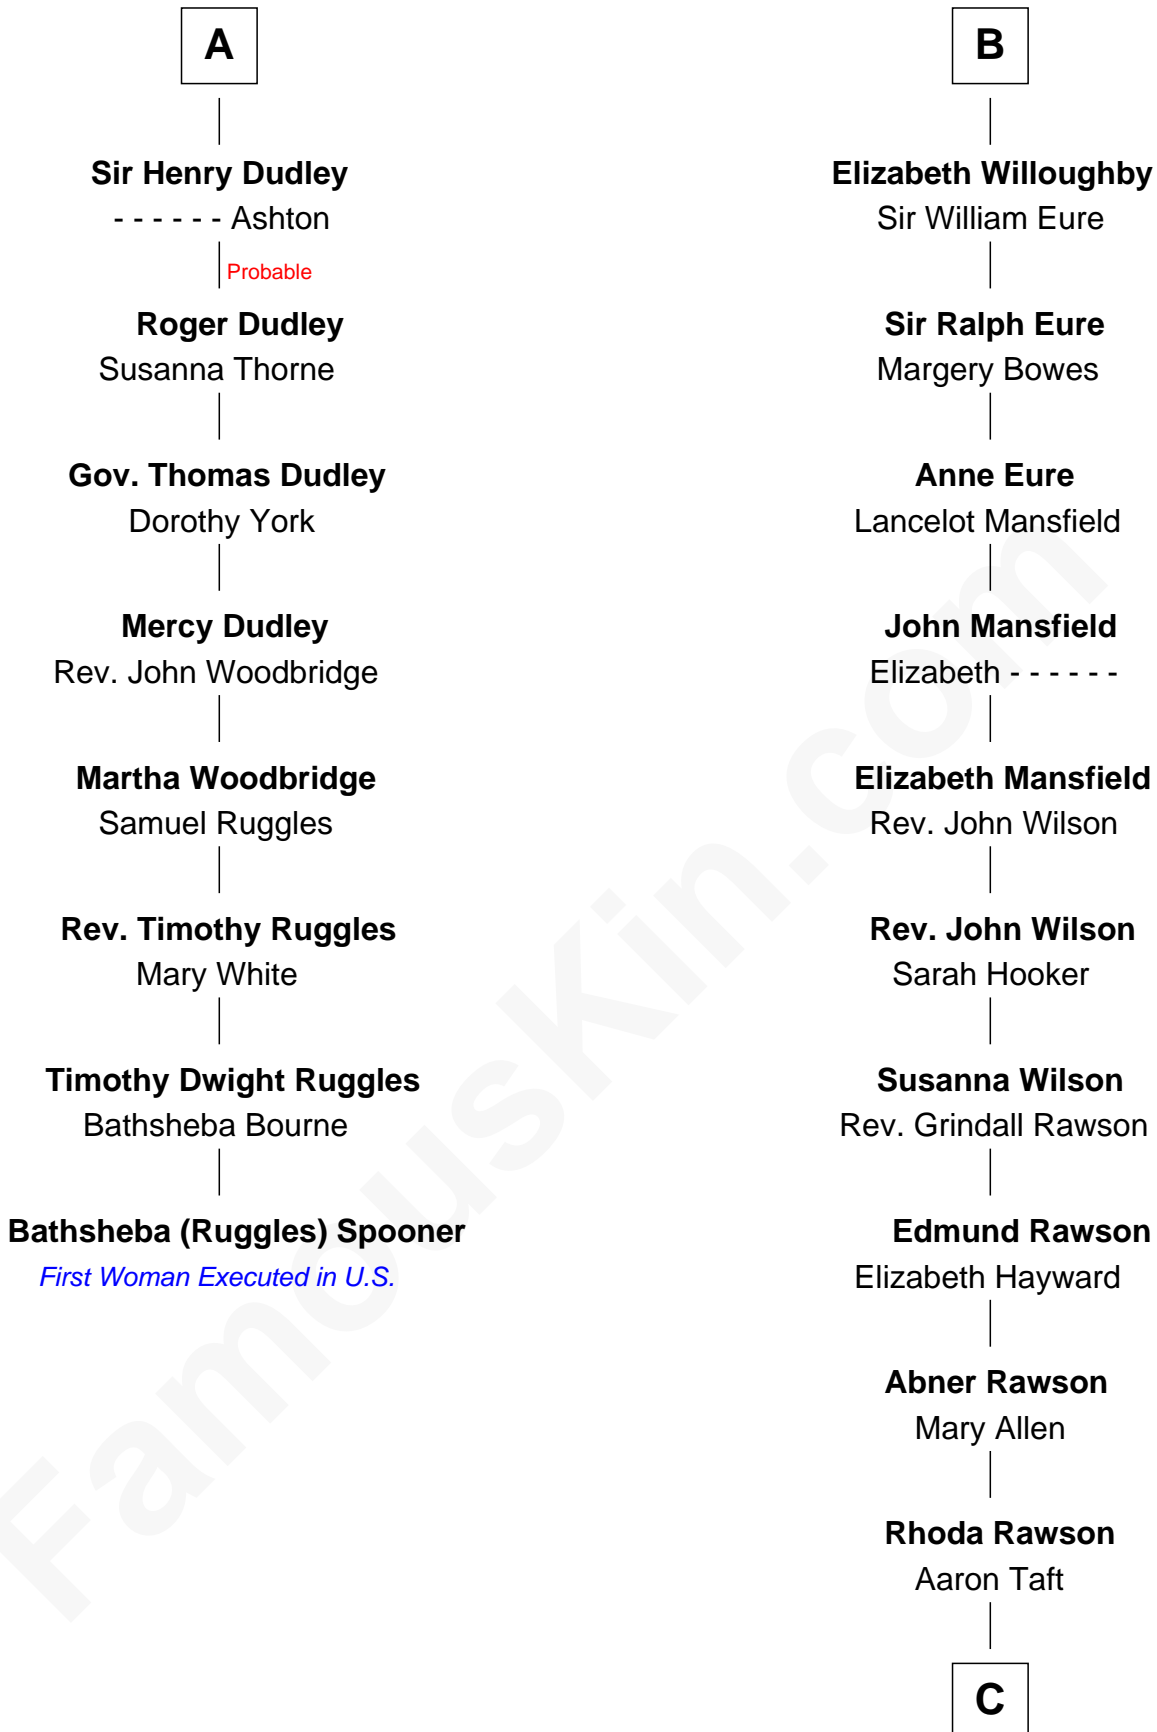 A
Sir Henry Dudley
- - - - - - Ashton
Probable
Roger Dudley
Susanna Thorne
Gov. Thomas Dudley
Dorothy York
Mercy Dudley
Rev. John Woodbridge
Martha Woodbridge
Samuel Ruggles
Rev. Timothy Ruggles
Mary White
Timothy Dwight Ruggles
Bathsheba Bourne
Bathsheba (Ruggles) Spooner
First Woman Executed in U.S.
B
Elizabeth Willoughby
Sir William Eure
Sir Ralph Eure
Margery Bowes
Anne Eure
Lancelot Mansfield
John Mansfield
Elizabeth - - - - - -
Elizabeth Mansfield
Rev. John Wilson
Rev. John Wilson
Sarah Hooker
Susanna Wilson
Rev. Grindall Rawson
Edmund Rawson
Elizabeth Hayward
Abner Rawson
Mary Allen
Rhoda Rawson
Aaron Taft
C
FamousKin.com